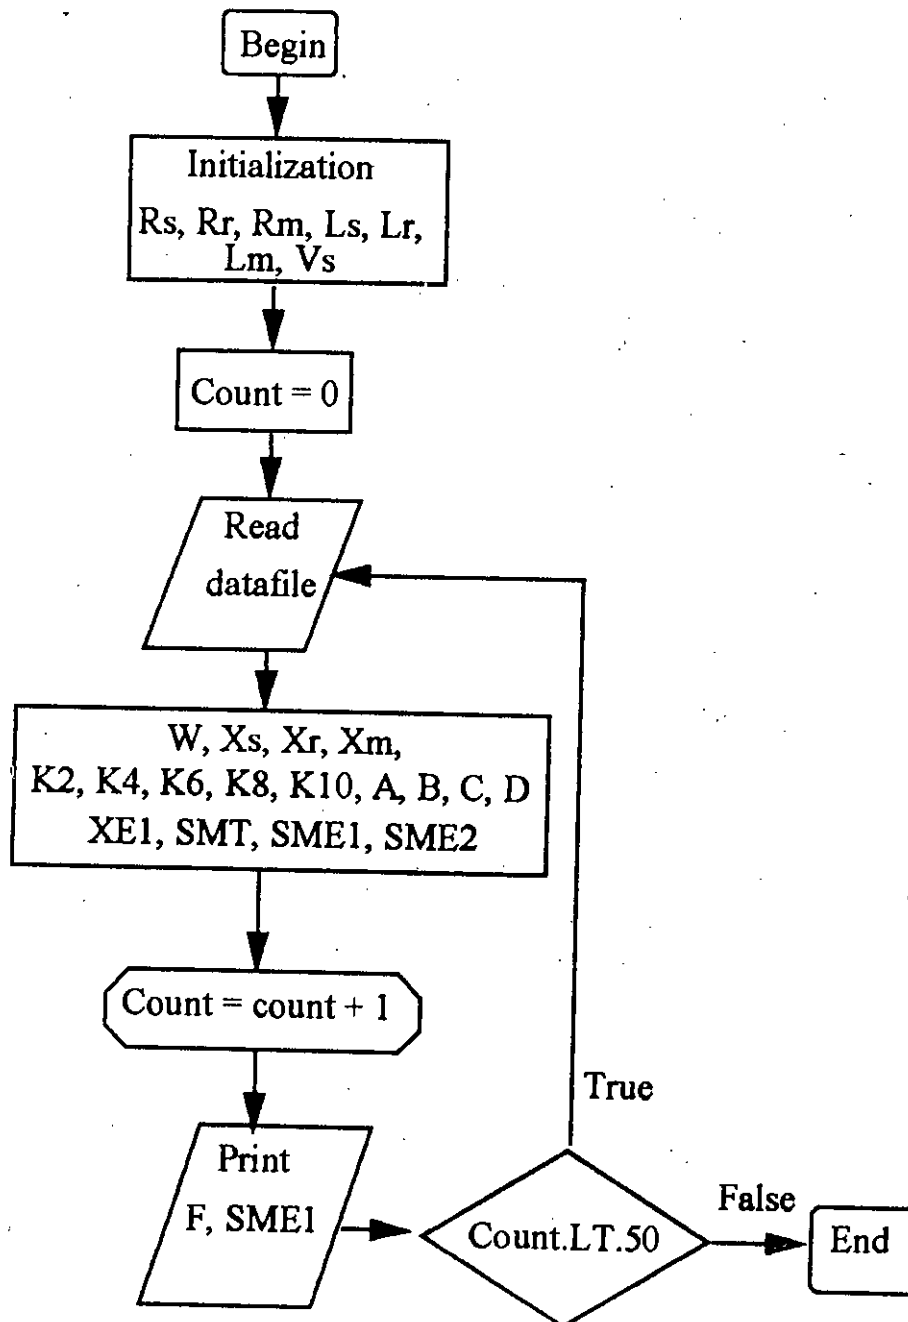 Begin
Initialization
Rs, Rr, Rm, Ls, Lr,
Lm, Vs
Count = 0
Read
datafile
W, Xs, Xr, Xm,
K2, K4, K6, K8, K10, A, B, C, D
XE1, SMT, SME1, SME2
Count = count + 1
True
Print
F, SME1
Count.LT.50
False
End